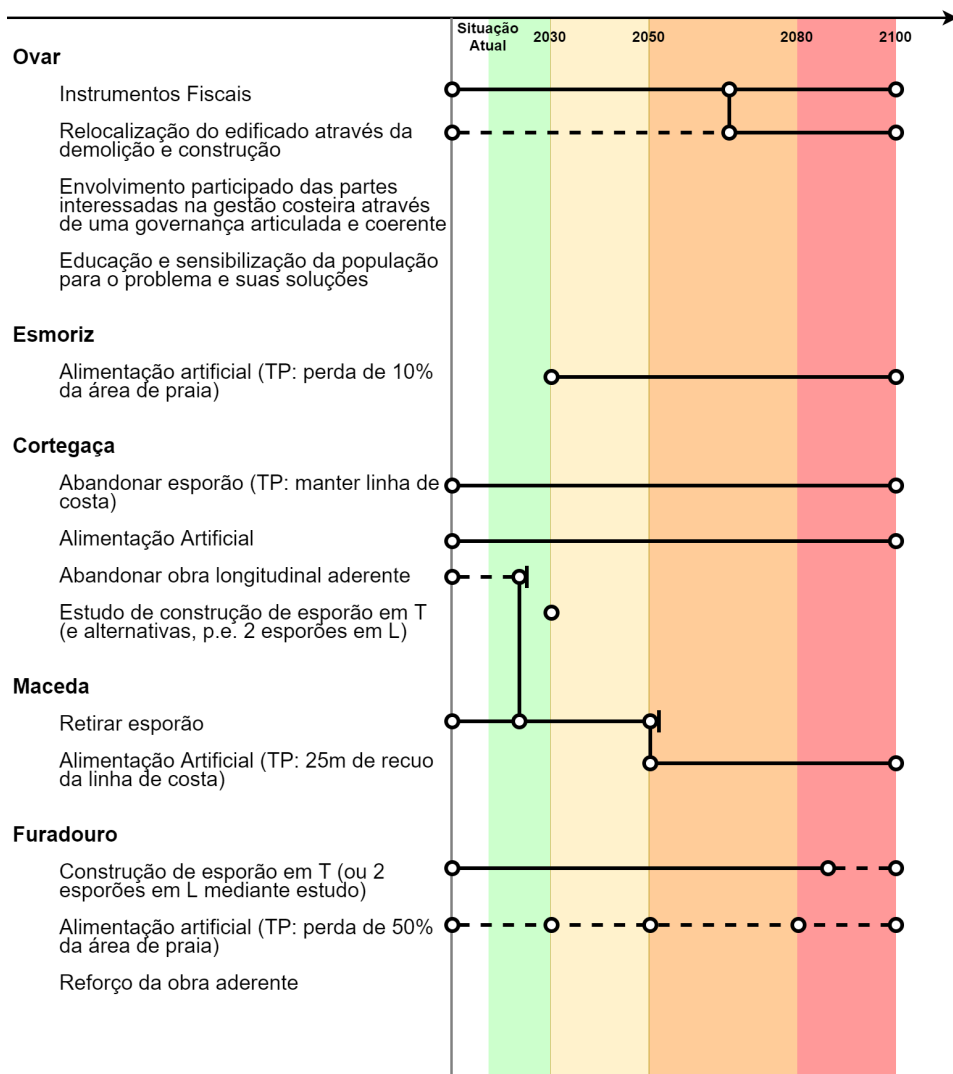 Situação
Atual
2030
2050
2080
2100
Ovar
Instrumentos Fiscais
Relocalização do edificado através da
demolição e construção
Envolvimento participado das partes
interessadas na gestão costeira através
de uma governança articulada e coerente
Educação e sensibilização da população
para o problema e suas soluções
Esmoriz
Alimentação artificial (TP: perda de 10%
da área de praia)
Cortegaça
Abandonar esporão (TP: manter linha de
costa)
Alimentação Artificial
Abandonar obra longitudinal aderente
Estudo de construção de esporão em T
(e alternativas, p.e. 2 esporões em L)
Maceda
Retirar esporão
Alimentação Artificial (TP: 25m de recuo
da linha de costa)
Furadouro
Construção de esporão em T (ou 2
esporões em L mediante estudo)
Alimentação artificial (TP: perda de 50%
da área de praia)
Reforço da obra aderente